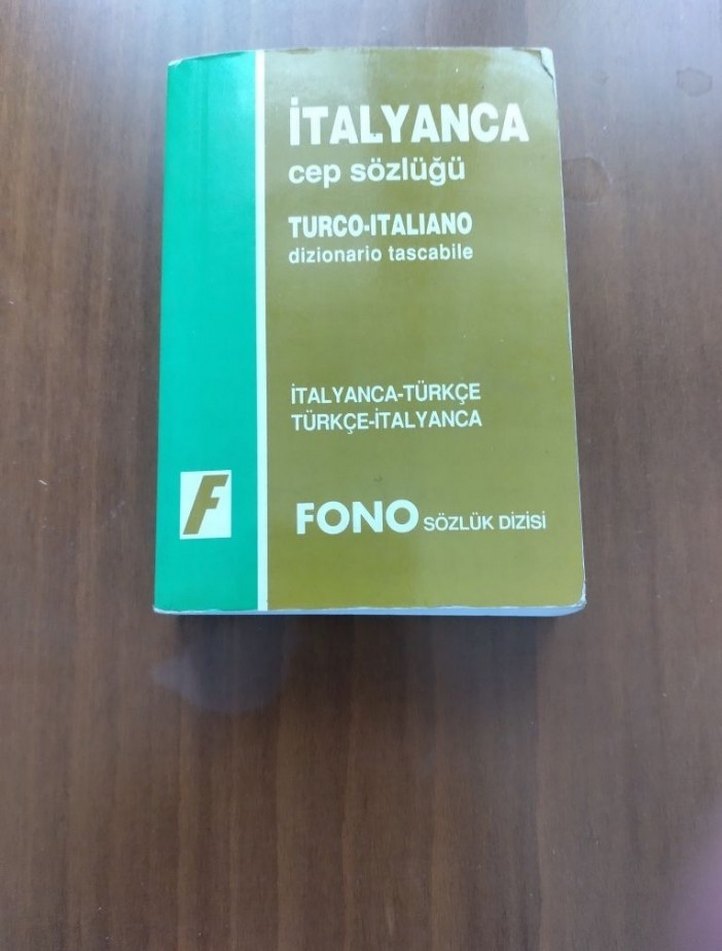 İTALYANCA
cep sözlüğü
TURCO-ITALIANO
dizionario tascabile
İTALYANCA-TÜRKÇE
TÜRKÇE-İTALYANCA
F
FONO SÖZLÜK DİZİSİ